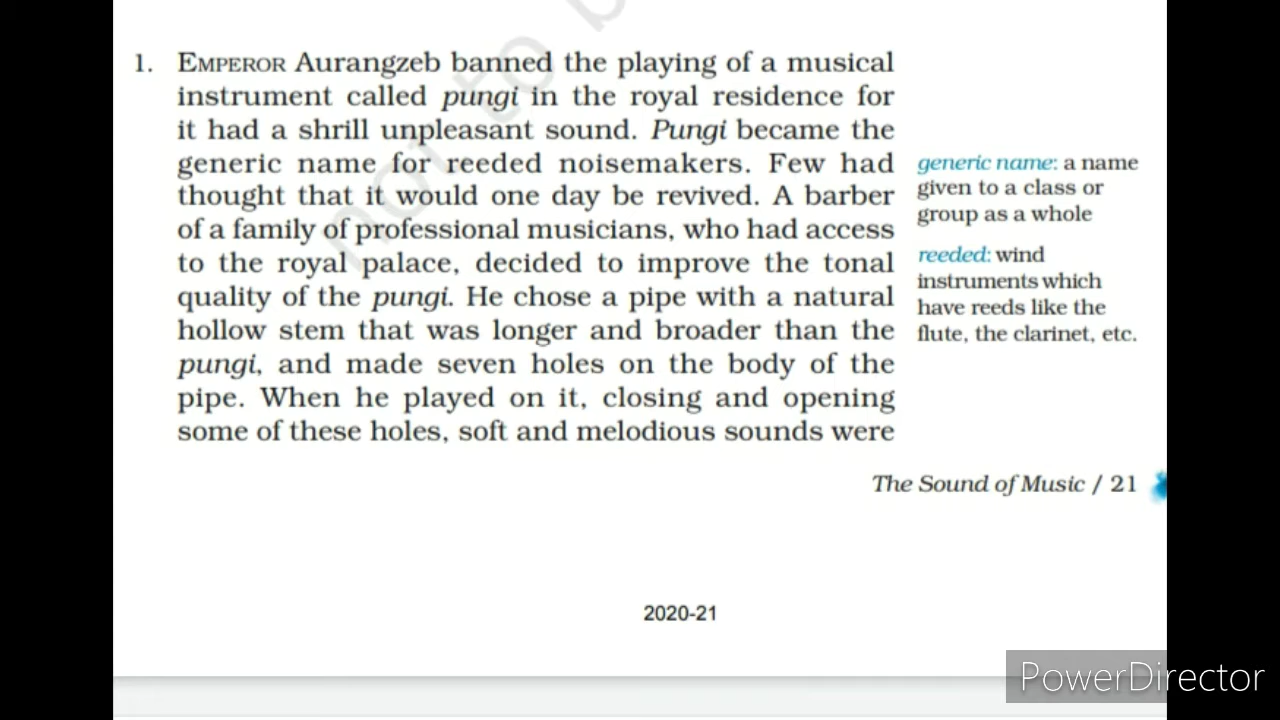 1. EMPEROR Aurangzeb banned the playing of a musical
instrument called pungi in the royal residence for
it had a shrill unpleasant sound. Pungi became the
generic name for reeded noisemakers. Few had
thought that it would one day be revived. A barber
of a family of professional musicians, who had access
to the royal palace, decided to improve the tonal
quality of the pungi. He chose a pipe with a natural
hollow stem that was longer and broader than the
pungi, and made seven holes on the body of the
pipe. When he played on it, closing and opening
some of these holes, soft and melodious sounds were
generic name: a name
given to a class or
group as a whole
reeded: wind
instruments which
have reeds like the
flute, the clarinet, etc.
The Sound of Music / 21
2020-21
not to b
PowerDirector